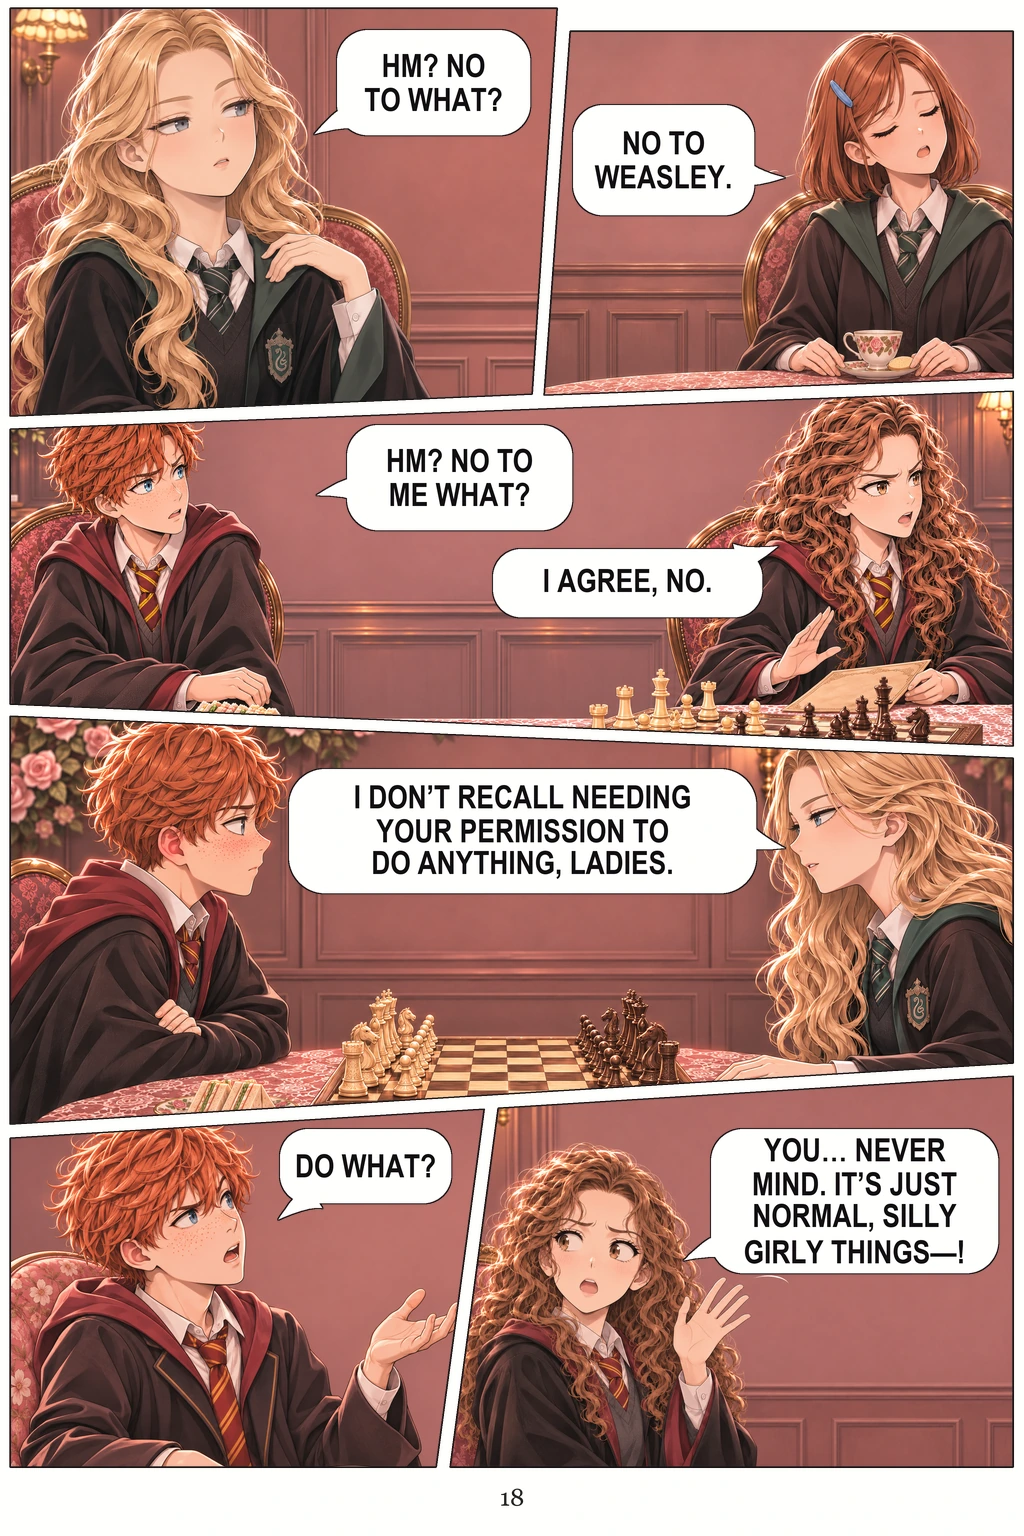 HM? NO
TO WHAT?
NO TO
WEASLEY.
HM? NO TO
ME WHAT?
I AGREE, NO.
I DON'T RECALL NEEDING
YOUR PERMISSION TO
DO ANYTHING, LADIES.
DO WHAT?
YOU... NEVER
MIND. IT'S JUST
NORMAL, SILLY
GIRLY THINGS—!
18